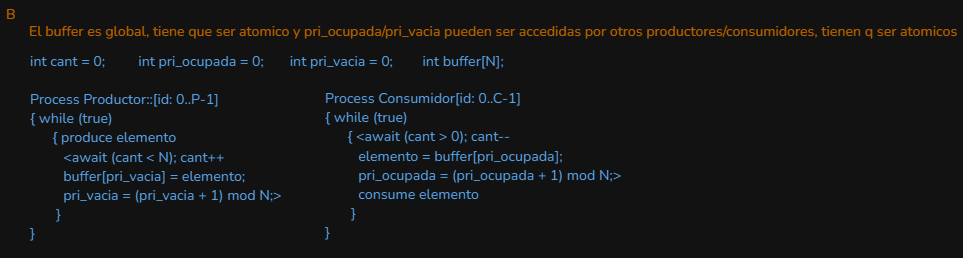 B
El buffer es global, tiene que ser atomico y pri_ocupada/pri_vacia pueden ser accedidas por otros productores/consumidores, tienen q ser atomicos
int cant = 0; int pri_ocupada = 0; int pri_vacia = 0; int buffer[N];
Process Productor::[id: 0..P-1]
{ while (true)
{ produce elemento
<await (cant < N); cant++
buffer[pri_vacia] = elemento;
pri_vacia = (pri_vacia + 1) mod N;>
}
}
Process Consumidor[id: 0..C-1]
{ while (true)
{ <await (cant > 0); cant--
elemento = buffer[pri_ocupada];
pri_ocupada = (pri_ocupada + 1) mod N;>
consume elemento
}
}